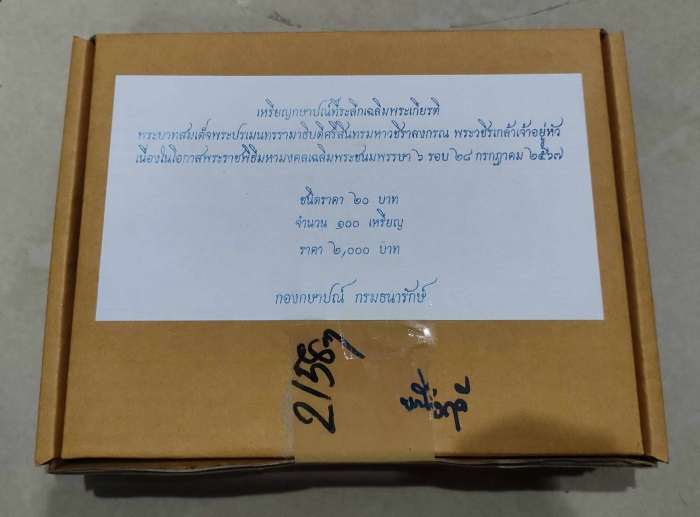 เหรียญกษาปณ์ที่ระลึกเฉลิมพระเกียรติ
พระบาทสมเด็จพระปรเมนทรรามาธิบดีศรีสินทรมหาวชิราลงกรณ พระวชิรเกล้าเจ้าอยู่หัว
เนื่องในโอกาสพระราชพิธีมหามงคลเฉลิมพระชนมพรรษา ๖ รอบ ๒๘ กรกฎาคม ๒๕๖๗
ชนิดราคา ๒๐ บาท
จำนวน ๑๐๐ เหรียญ
ราคา ๒,๐๐๐ บาท
กองกษาปณ์ กรมธนารักษ์